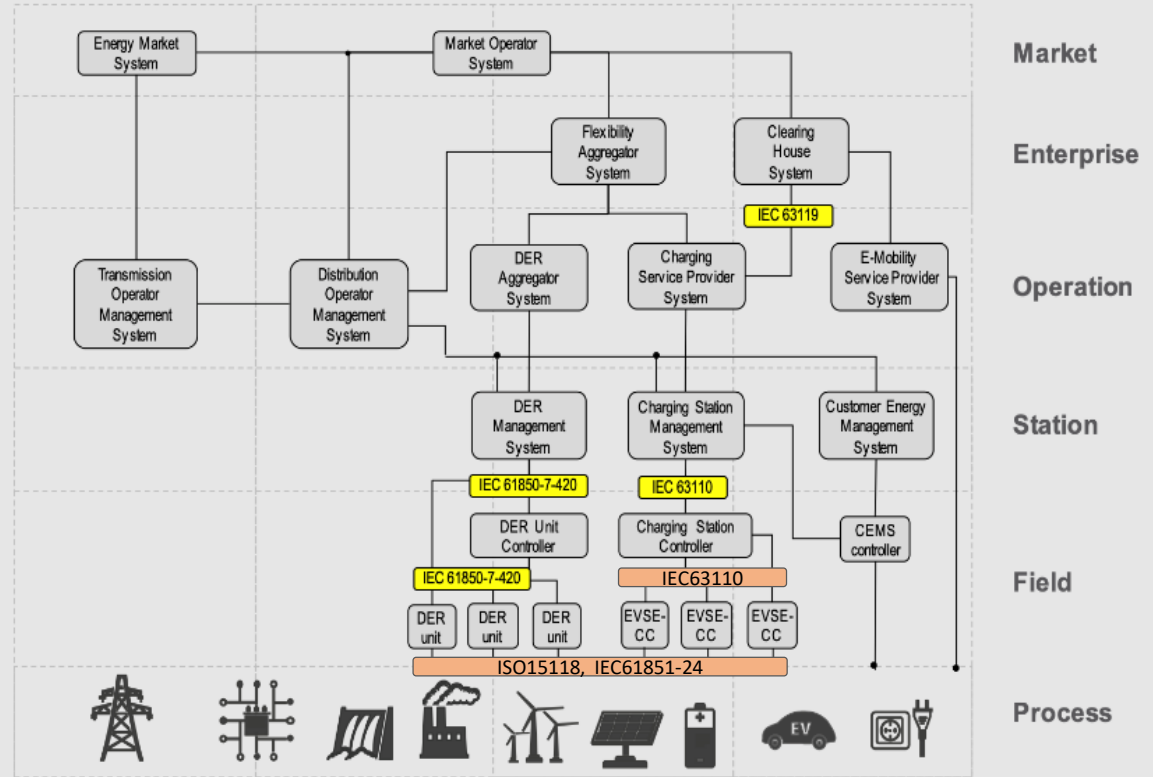 Energy Market
System
Market Operator
System
Market
Flexibility
Aggregator
System
Clearing
House
System
Enterprise
IEC 63119
Transmission
Operator
Management
System
Distribution
Operator
Management
System
DER
Aggregator
System
Charging
Service Provider
System
E-Mobility
Service Provider
System
Operation
DER
Management
System
Charging Station
Management
System
Customer Energy
Management
System
Station
IEC 61850-7-420
IEC 63110
DER Unit
Controller
Charging Station
Controller
CEMS
controller
IEC 61850-7-420
IEC63110
Field
DER
unit
DER
unit
DER
unit
EVSE-
CC
EVSE-
CC
EVSE-
CC
ISO15118, IEC61851-24
EV
Process